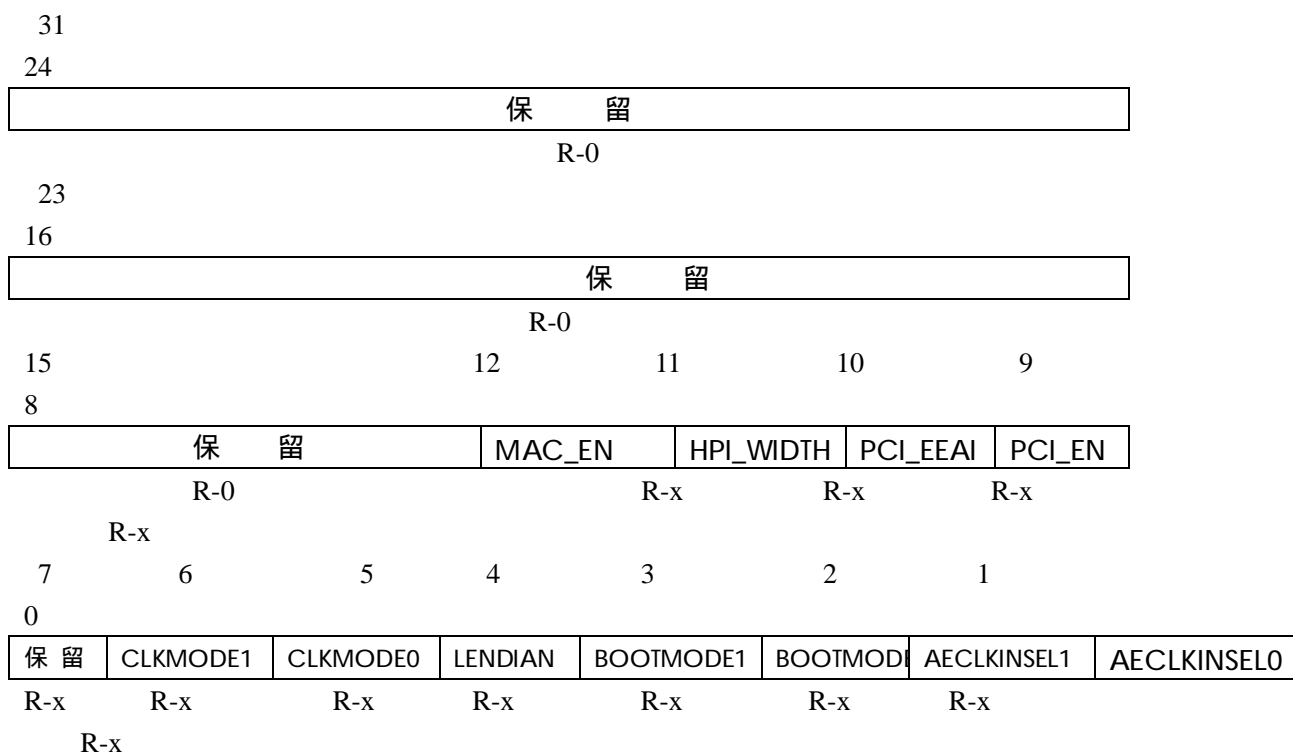 31
24
保 留
R-0
23
16
保 留
R-0
15 12 11 10 9
8
保 留 MAC_EN HPI_WIDTH PCI_EEAI PCI_EN
R-0 R-x R-x R-x
R-x
7 6 5 4 3 2 1
0
保 留 CLKMODE1 CLKMODE0 LENDIAN BOOTMODE1 BOOTMOD AECLKINSEL1 AECLKINSEL0
R-x R-x R-x R-x R-x R-x R-x
R-x